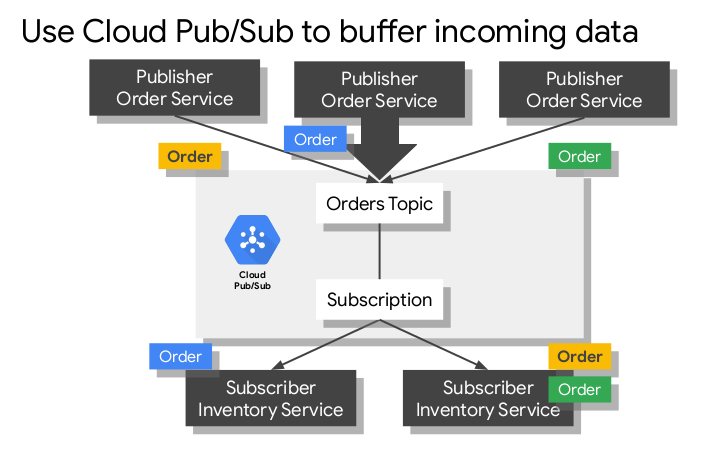 Use Cloud Pub/Sub to buffer incoming data
Publisher
Order Service
Publisher
Order Service
Publisher
Order Service
Order
Order
Order
Orders Topic
Cloud
Pub/Sub
Subscription
Order
Order
Subscriber
Inventory Service
Subscriber
Inventory Service
Order